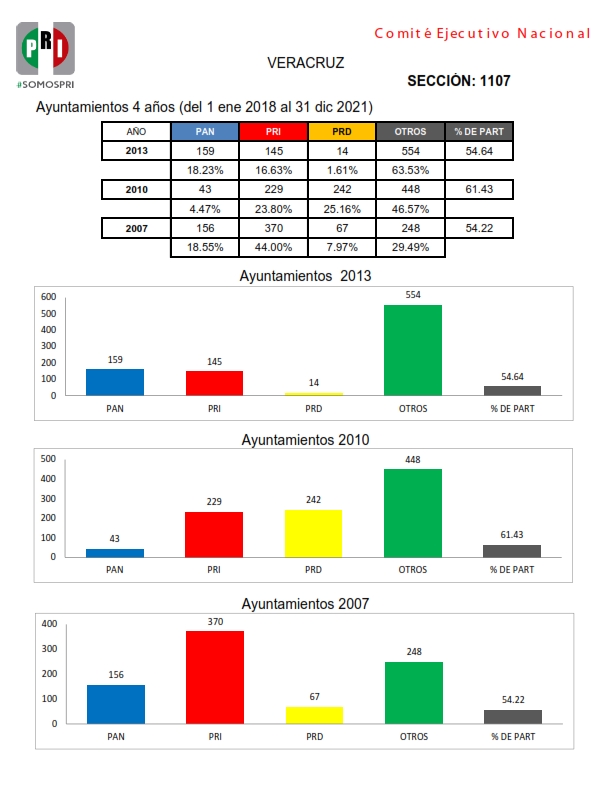 Comité Ejecutivo Nacional
PRI
#SOMOSPRI
VERACRUZ
SECCIÓN: 1107
Ayuntamientos 4 años (del 1 ene 2018 al 31 dic 2021)
AÑO PAN PRI PRD OTROS % DE PART
2013 159 145 14 554 54.64
18.23% 16.63% 1.61% 63.53%
2010 43 229 242 448 61.43
4.47% 23.80% 25.16% 46.57%
2007 156 370 67 248 54.22
18.55% 44.00% 7.97% 29.49%
Ayuntamientos 2013
600
500
400
300
200
100
0
159 145 14 554 54.64
PAN PRI PRD OTROS % DE PART
Ayuntamientos 2010
500
400
300
200
100
0
43 229 242 448 61.43
PAN PRI PRD OTROS % DE PART
Ayuntamientos 2007
400
300
200
100
0
156 370 67 248 54.22
PAN PRI PRD OTROS % DE PART